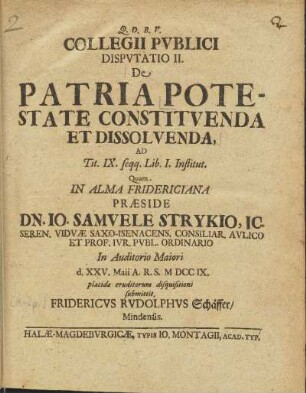 2
Q. D. B. V.
COLLEGII PVBLICI
DISPVTATIO II.
De
PATRIA POTE-
STATE CONSTITVENDA
ET DISSOLVENDA,
AD
Tit. IX. seqq. Lib. I. Institut.
Quam
IN ALMA FRIDERICIANA
PRÆSIDE
DN. IO. SAMVELE STRYKIO, JC.
SEREN. VIDVÆ SAXO-ISENACENS. CONSILIAR. AVLICO
ET PROF. IVR. PVBL. ORDINARIO
In Auditorio Maiori
d. XXV. Maii A. R. S. M DCC IX.
placidæ eruditorum disquisitioni
submittit,
FRIDERICVS RVDOLPHVS Schäffer/
Mindensis.
HALÆ-MAGDEBVRGICÆ, TYPIS IO. MONTAGII, ACAD. TYP.